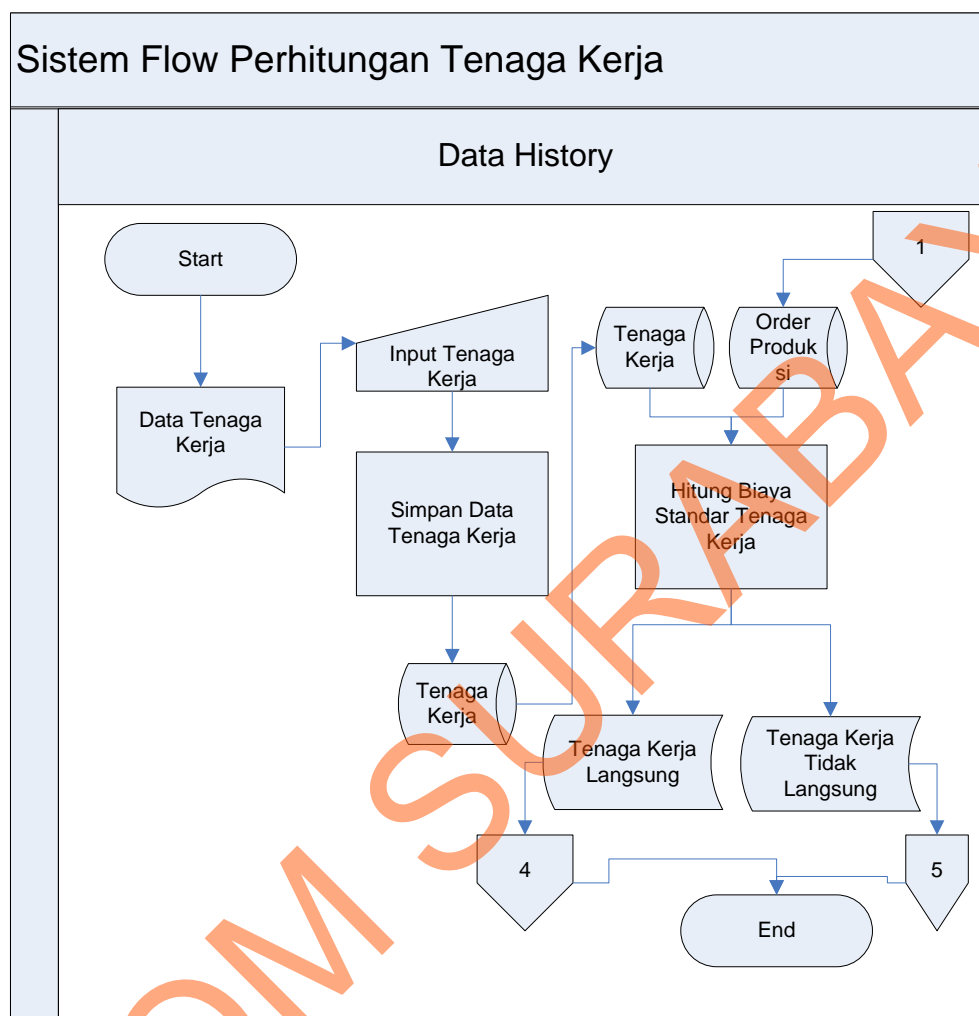 Sistem Flow Perhitungan Tenaga Kerja
Data History
Start
1
Data Tenaga
Kerja
Input Tenaga
Kerja
Tenaga
Kerja
Order
Produk
si
Simpan Data
Tenaga Kerja
Hitung Biaya
Standar Tenaga
Kerja
Tenaga
Kerja
Tenaga Kerja
Langsung
Tenaga Kerja
Tidak
Langsung
4
5
End
OM SURABAY